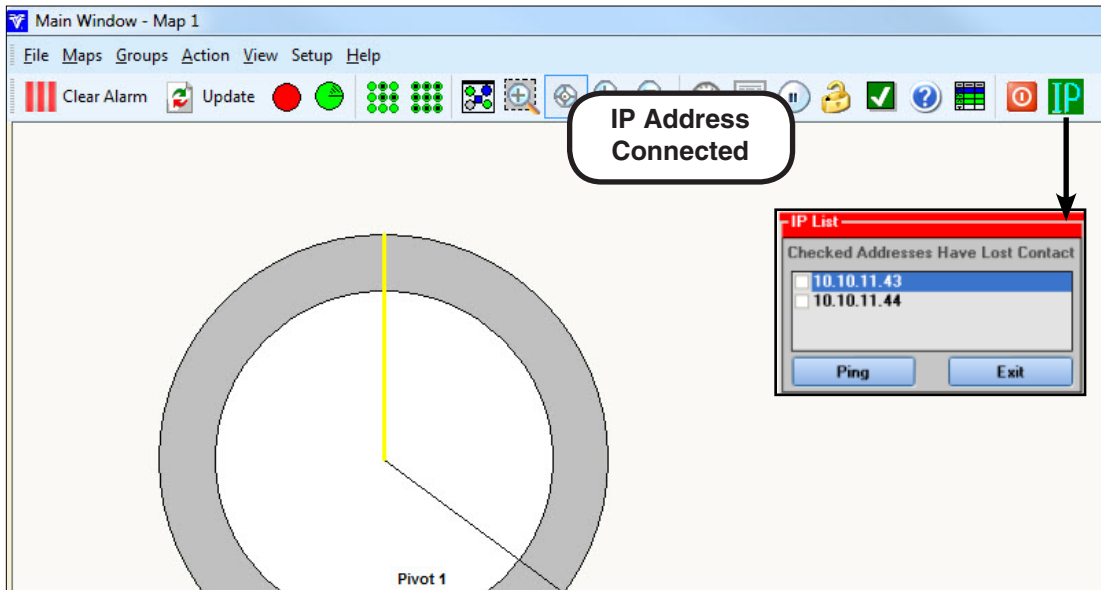 Main Window - Map 1
File Maps Groups Action View Setup Help
Clear Alarm Update IP
IP Address
Connected
IP List
Checked Addresses Have Lost Contact
10.10.11.43
10.10.11.44
Ping Exit
Pivot 1